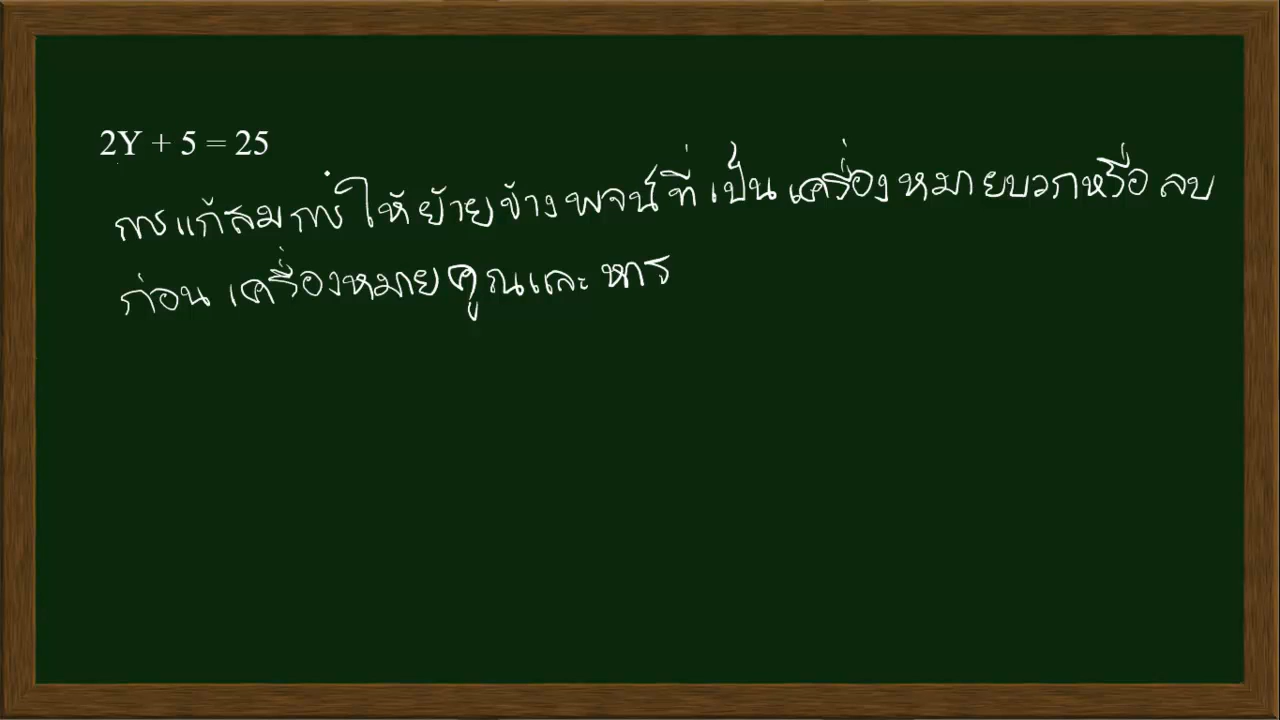 2Y + 5 = 25
การแก้สมการ ให้ย้ายข้างพจน์ที่เป็นเครื่องหมายบวกหรือลบ
ก่อน เครื่องหมายคูณและหาร